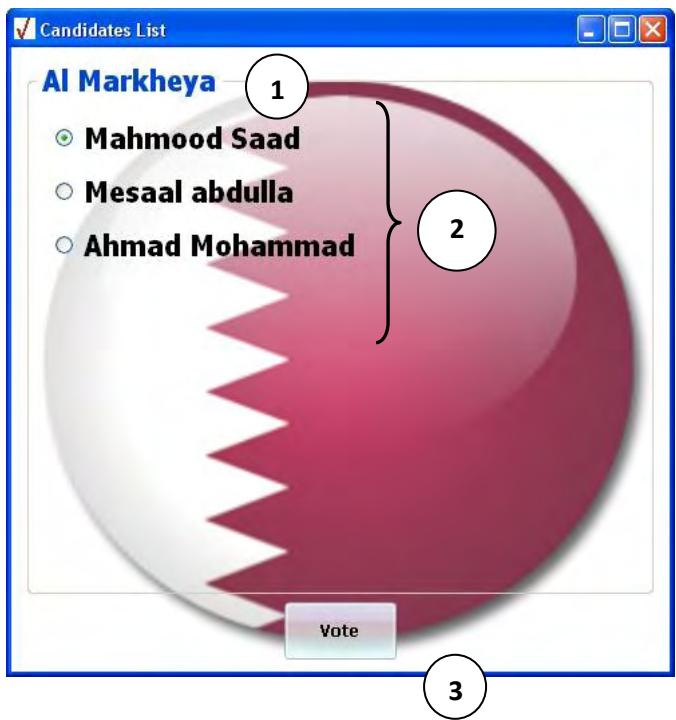 Candidates List
Al Markheya
1
Mahmood Saad
Mesaal abdulla
2
Ahmad Mohammad
Vote
3